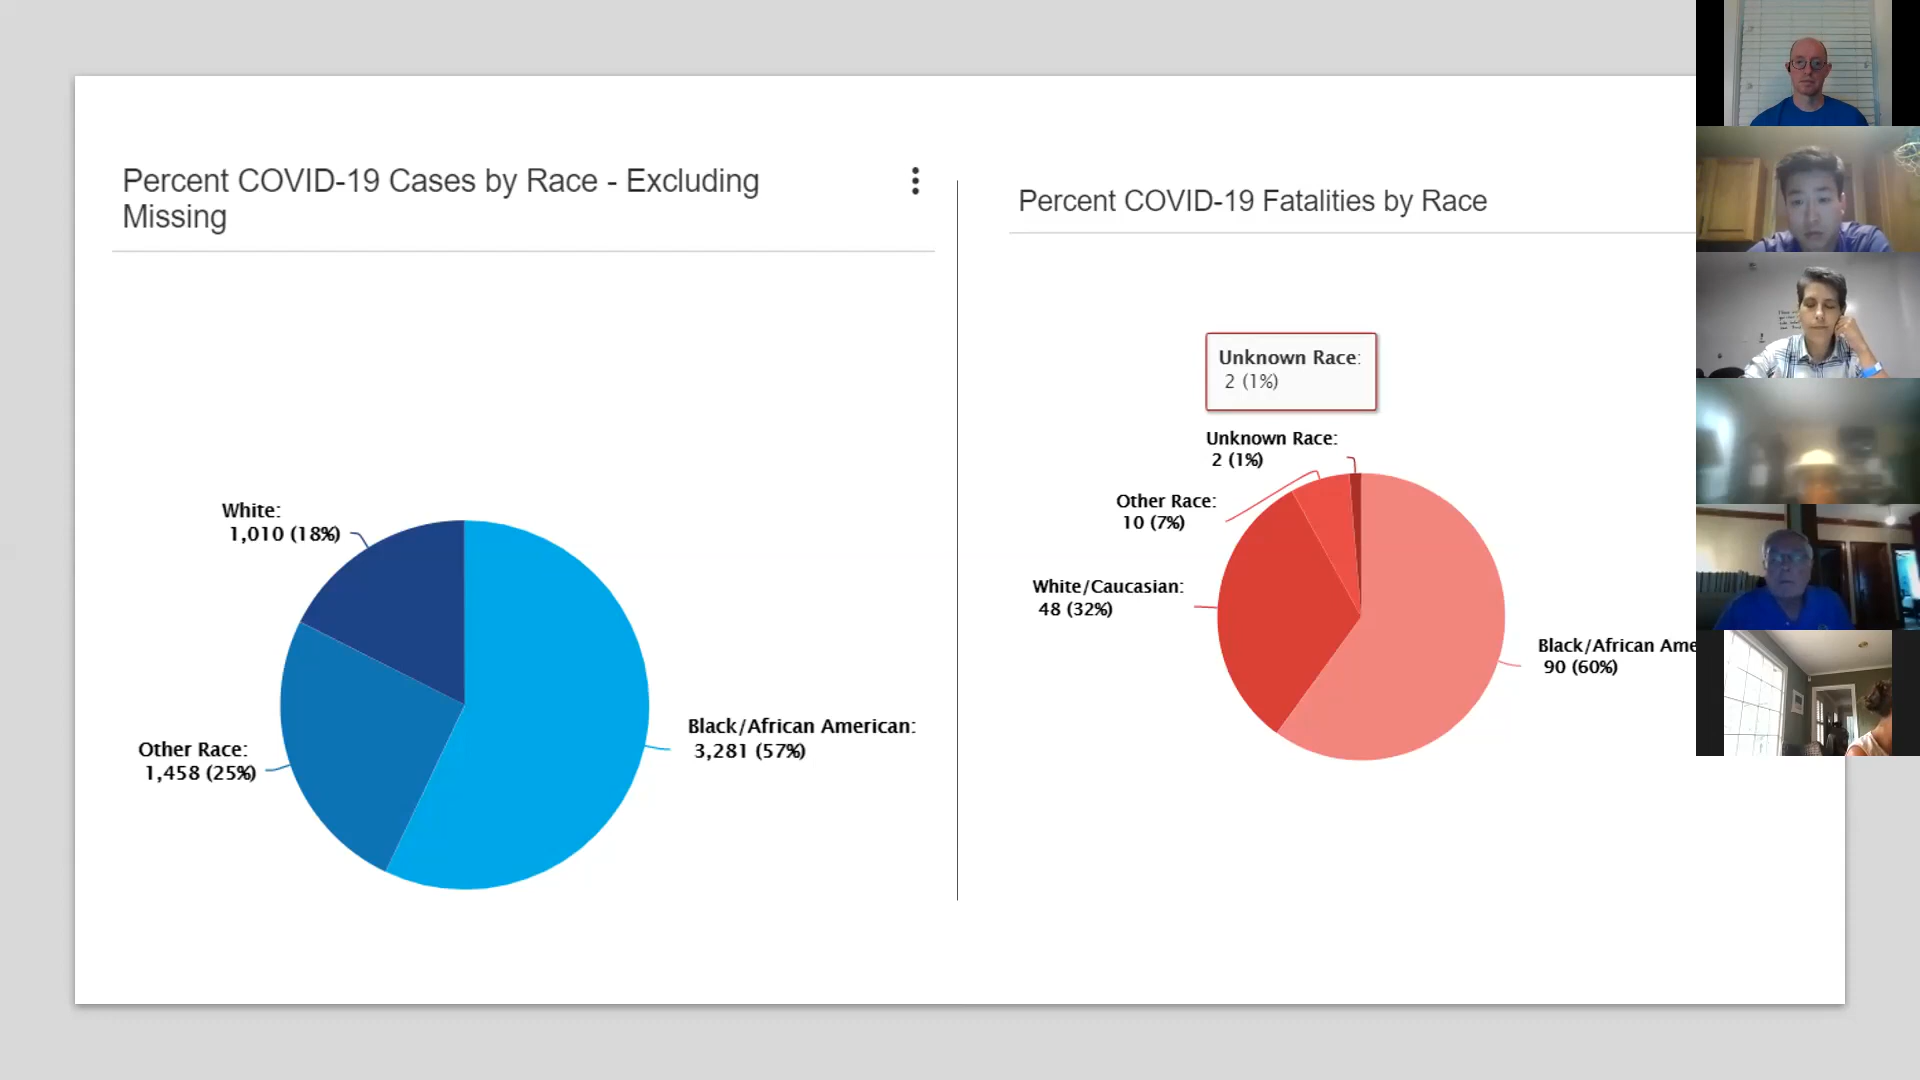 Percent COVID-19 Cases by Race - Excluding
Missing
White:
1,010 (18%)
Other Race:
1,458 (25%)
Black/African American:
3,281 (57%)
Percent COVID-19 Fatalities by Race
Unknown Race:
2 (1%)
Unknown Race:
2 (1%)
Other Race:
10 (7%)
White/Caucasian:
48 (32%)
Black/African Ame
90 (60%)